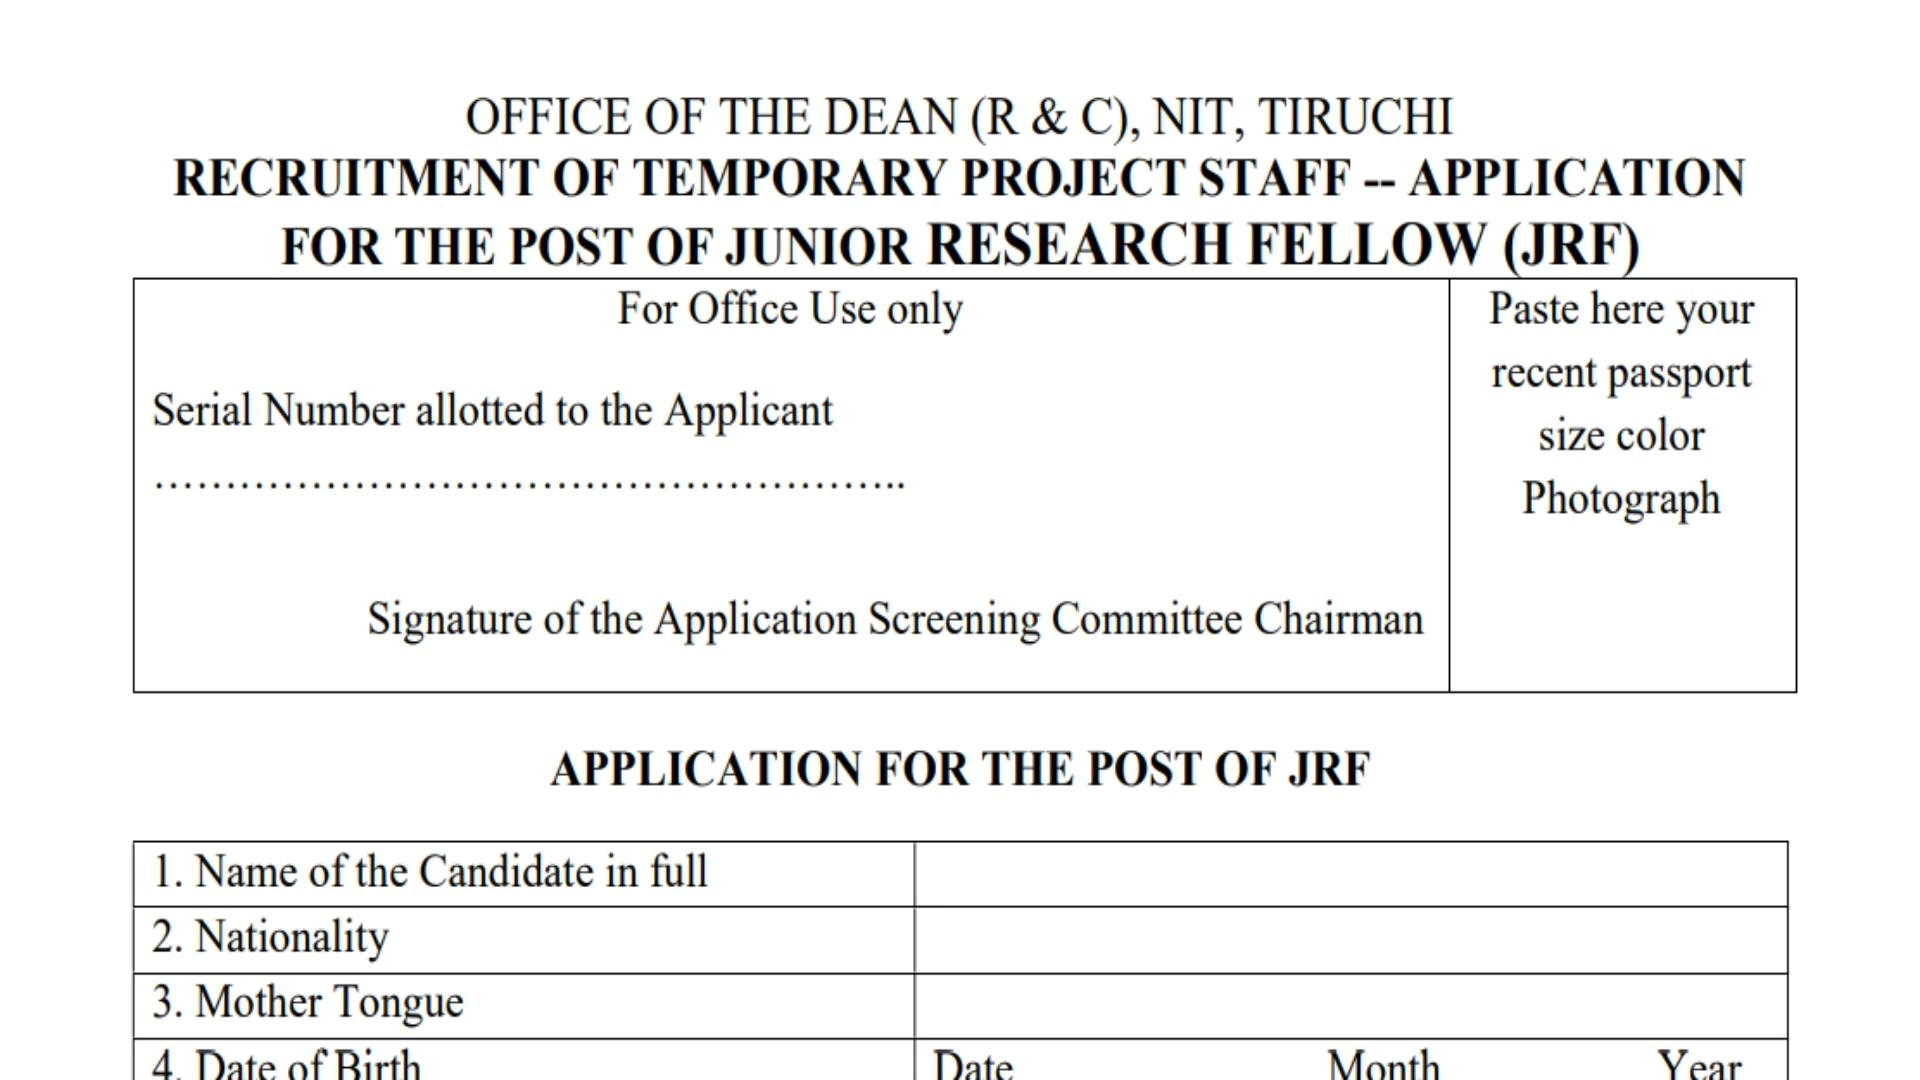 OFFICE OF THE DEAN (R & C), NIT, TIRUCHI
RECRUITMENT OF TEMPORARY PROJECT STAFF -- APPLICATION
FOR THE POST OF JUNIOR RESEARCH FELLOW (JRF)
For Office Use only
Serial Number allotted to the Applicant
…………………………………………………..
Signature of the Application Screening Committee Chairman
Paste here your
recent passport
size color
Photograph
APPLICATION FOR THE POST OF JRF
1. Name of the Candidate in full
2. Nationality
3. Mother Tongue
4. Date of Birth Date Month Year